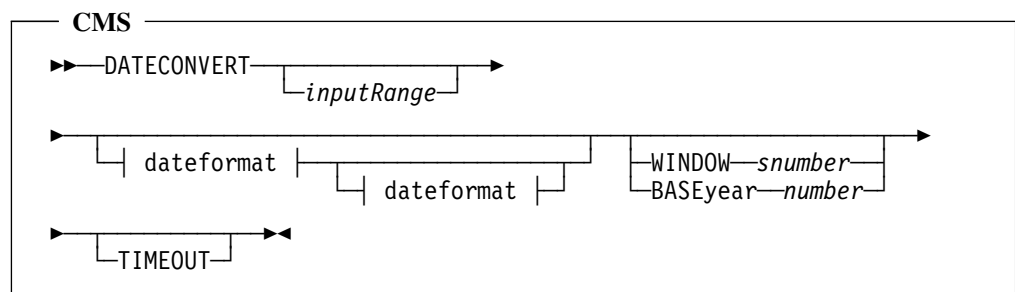 CMS
DATECONVERT
inputRange
dateformat WINDOW snumber
dateformat BASEyear number
TIMEOUT